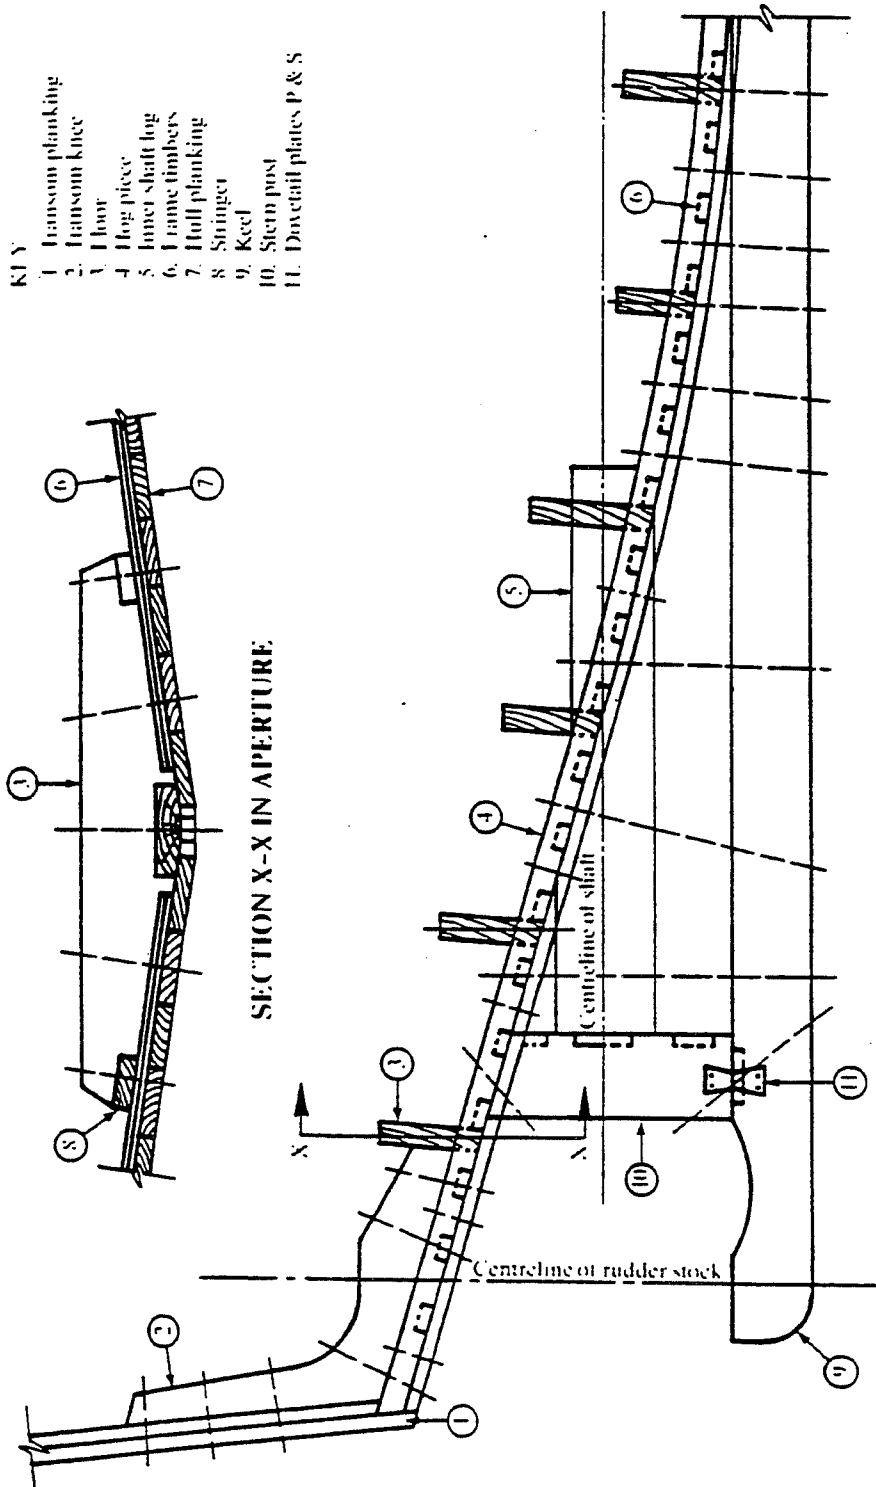 KEY
1. Transom planking
2. Transom knee
3. Floor
4. Hog piece
5. Inner shaft log
6. Frame timbers
7. Hull planking
8. Stringer
9. Keel
10. Stern post
11. Dovetail plates P & S
3
6
7
8
SECTION X–X IN APERTURE
2
1
3
X
X
4
5
6
Centreline of shaft
Centreline of rudder stock
10
11
9